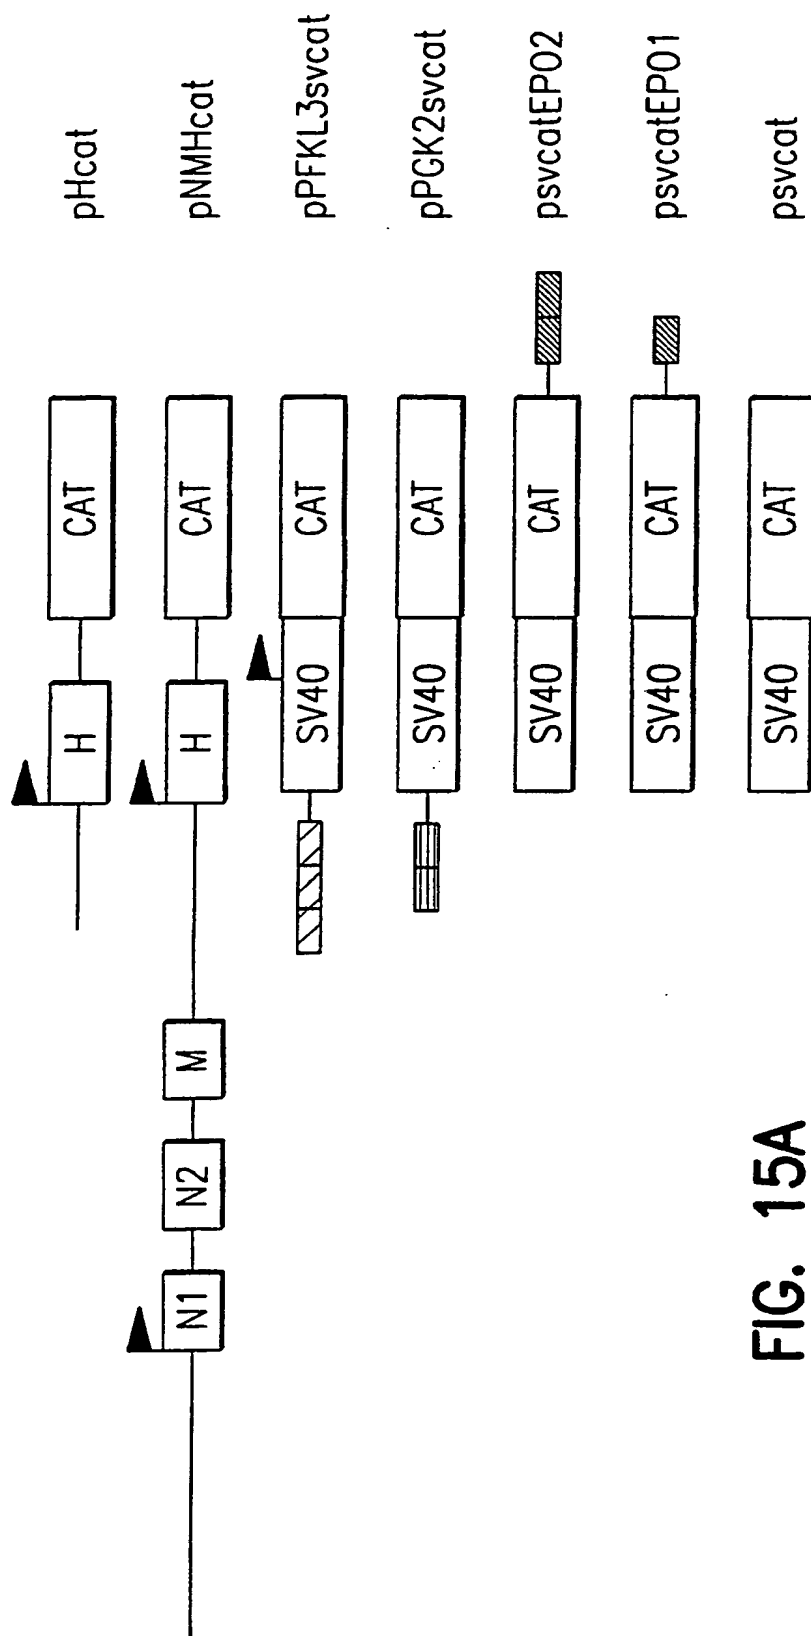 H CAT pHcat
N1 N2 M H CAT pNMHcat
SV40 CAT pPFKL3svcat
SV40 CAT pPGK2svcat
SV40 CAT psvcatEPO2
SV40 CAT psvcatEPO1
SV40 CAT psvcat
FIG. 15A